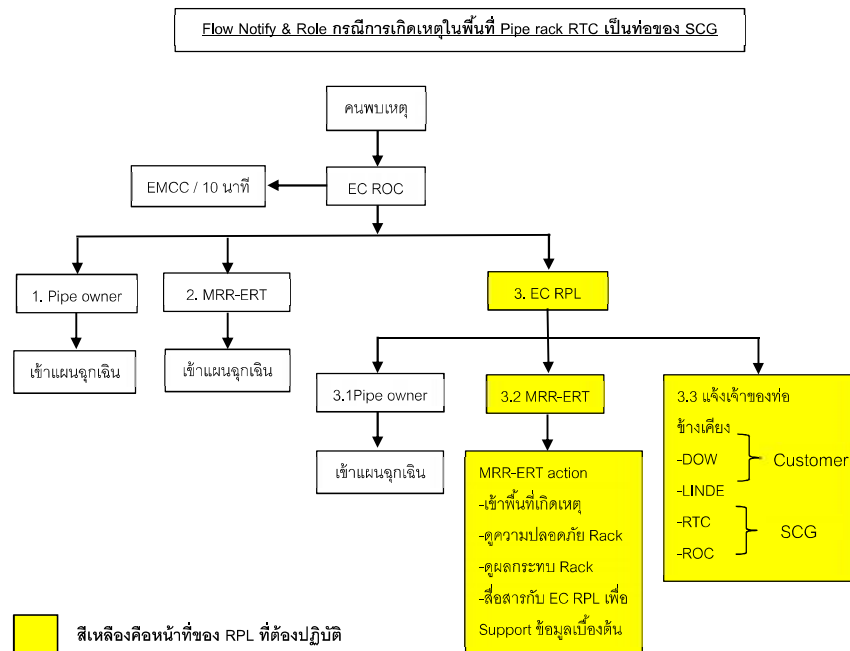 Flow Notify & Role กรณีการเกิดเหตุในพื้นที่ Pipe rack RTC เป็นท่อของ SCG
คนพบเหตุ
EMCC / 10 นาที
EC ROC
1. Pipe owner
2. MRR-ERT
3. EC RPL
เข้าแผนฉุกเฉิน
เข้าแผนฉุกเฉิน
3.1Pipe owner
3.2 MRR-ERT
3.3 แจ้งเจ้าของท่อ
ข้างเคียง
-DOW
-LINDE
Customer
-RTC
-ROC
SCG
เข้าแผนฉุกเฉิน
MRR-ERT action
-เข้าพื้นที่เกิดเหตุ
-ดูความปลอดภัย Rack
-ดูผลกระทบ Rack
-สื่อสารกับ EC RPL เพื่อ
Support ข้อมูลเบื้องต้น
สีเหลืองคือหน้าที่ของ RPL ที่ต้องปฏิบัติ